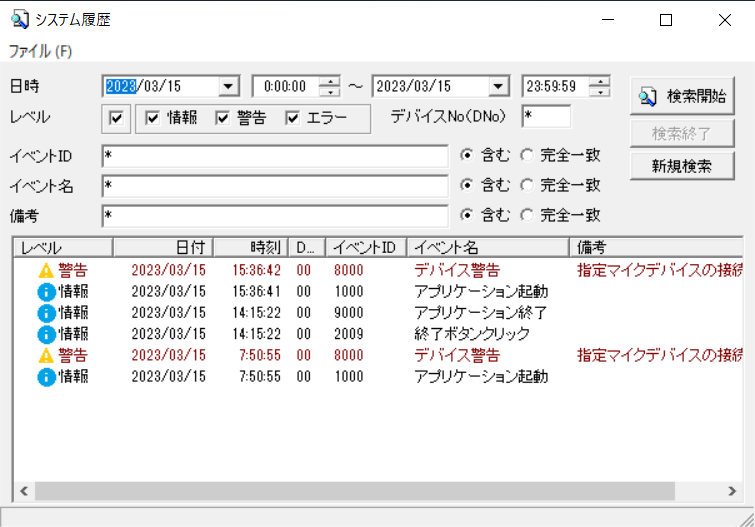 システム履歴
ファイル (F)
日時 2023/03/15 0:00:00 ～ 2023/03/15 23:59:59 検索開始
レベル 情報 警告 エラー デバイスNo(DNo) *
検索終了
イベントID * 含む 完全一致
新規検索
イベント名 * 含む 完全一致
備考 * 含む 完全一致
レベル 日付 時刻 D... イベントID イベント名 備考
警告 2023/03/15 15:36:42 00 8000 デバイス警告 指定マイクデバイスの接続
情報 2023/03/15 15:36:41 00 1000 アプリケーション起動
情報 2023/03/15 14:15:22 00 9000 アプリケーション終了
情報 2023/03/15 14:15:22 00 2009 終了ボタンクリック
警告 2023/03/15 7:50:55 00 8000 デバイス警告 指定マイクデバイスの接続
情報 2023/03/15 7:50:55 00 1000 アプリケーション起動